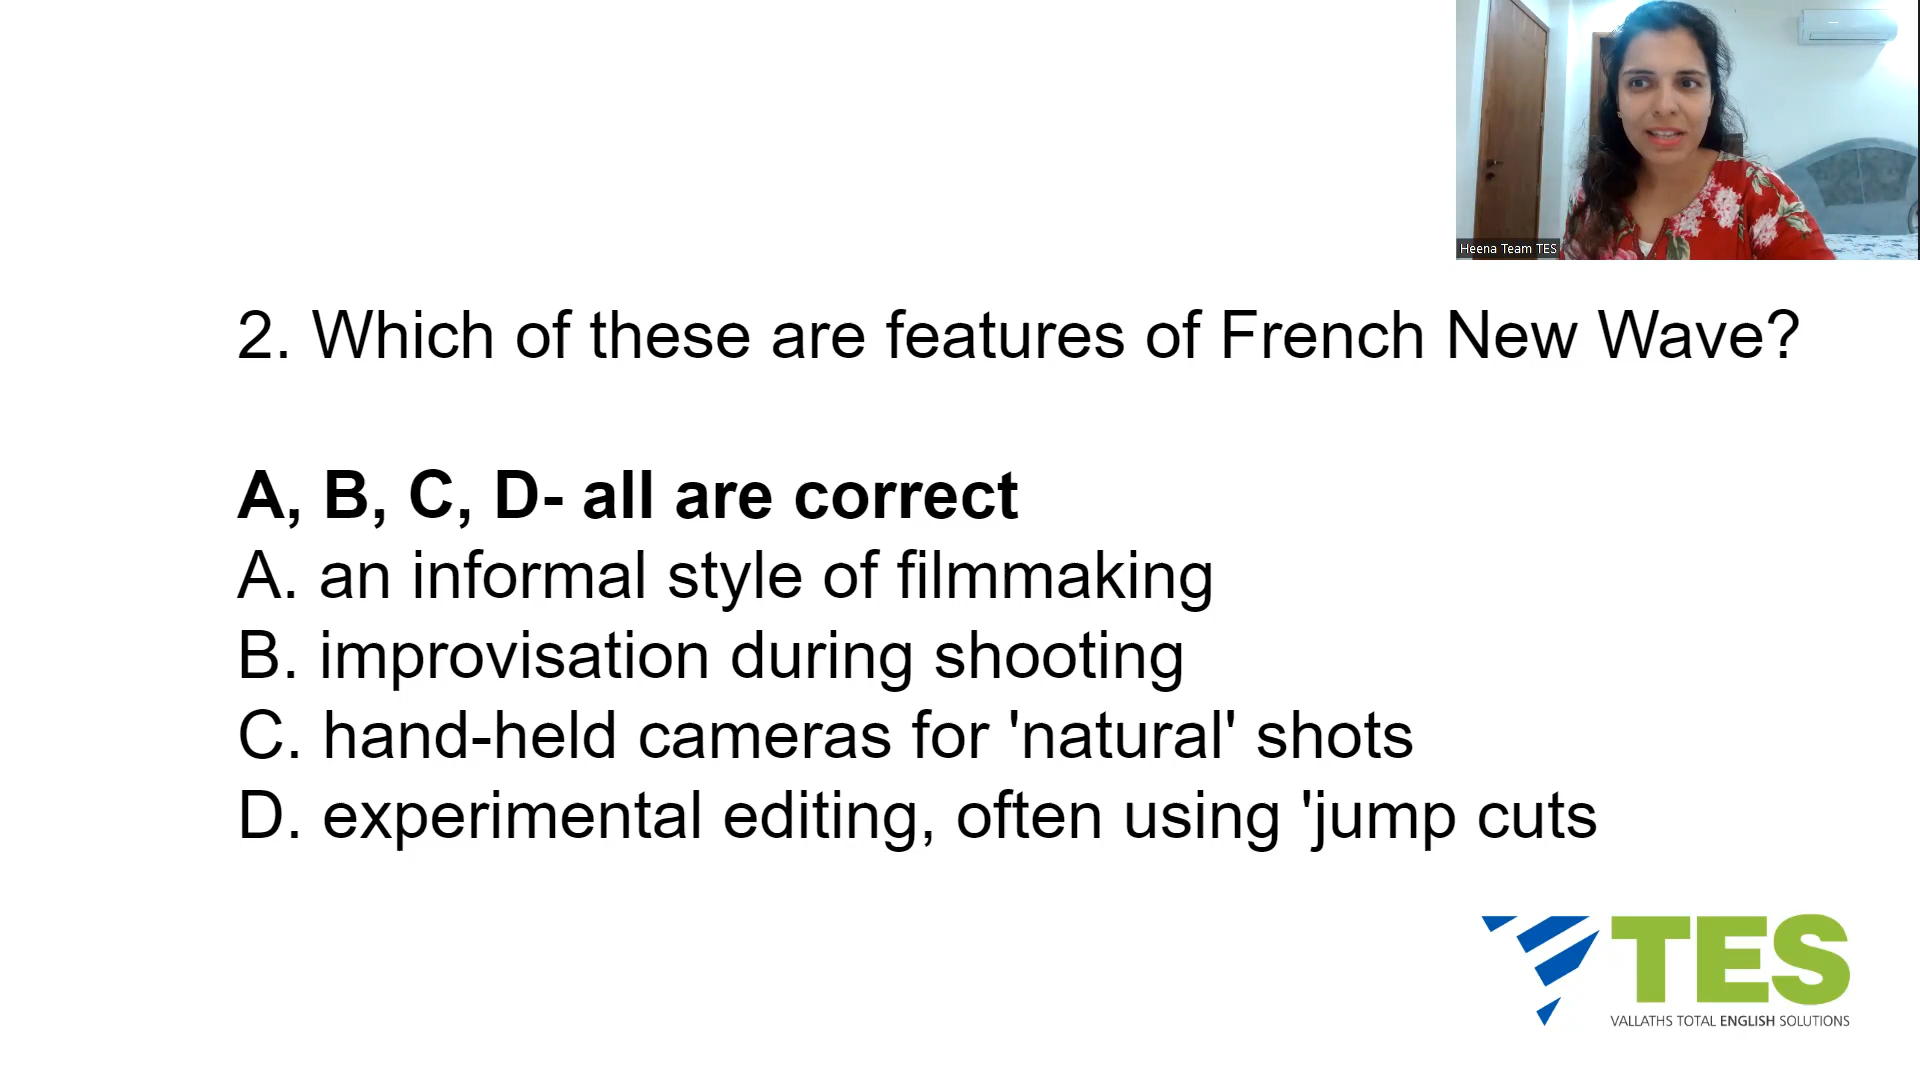 Heena Team TES
2. Which of these are features of French New Wave?
A, B, C, D- all are correct
A. an informal style of filmmaking
B. improvisation during shooting
C. hand-held cameras for 'natural' shots
D. experimental editing, often using 'jump cuts
TES
VALLATHS TOTAL ENGLISH SOLUTIONS